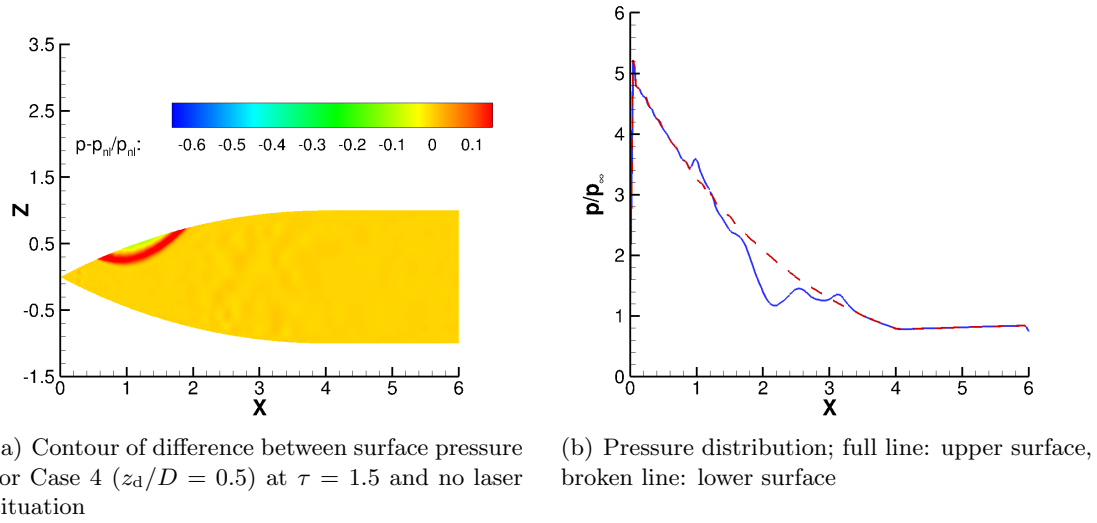 3.5
2.5
1.5
0.5
-0.5
-1.5
Z
p-pnl/pnl:
-0.6 -0.5 -0.4 -0.3 -0.2 -0.1 0 0.1
0 1 2 3 4 5 6
X
6
5
4
3
2
1
0
p/p∞
0 1 2 3 4 5 6
X
a) Contour of difference between surface pressure
or Case 4 (zd/D = 0.5) at τ = 1.5 and no laser
ituation
(b) Pressure distribution; full line: upper surface,
broken line: lower surface